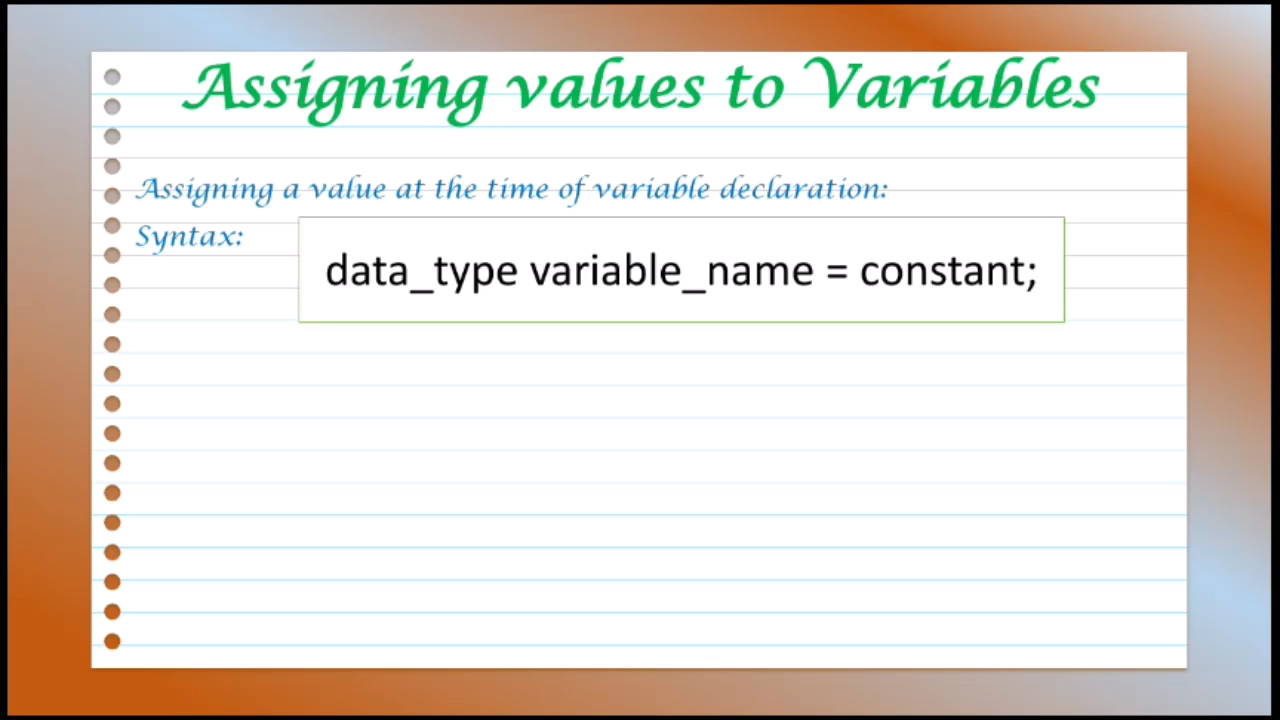 Assigning values to Variables
Assigning a value at the time of variable declaration:
Syntax:
data_type variable_name = constant;